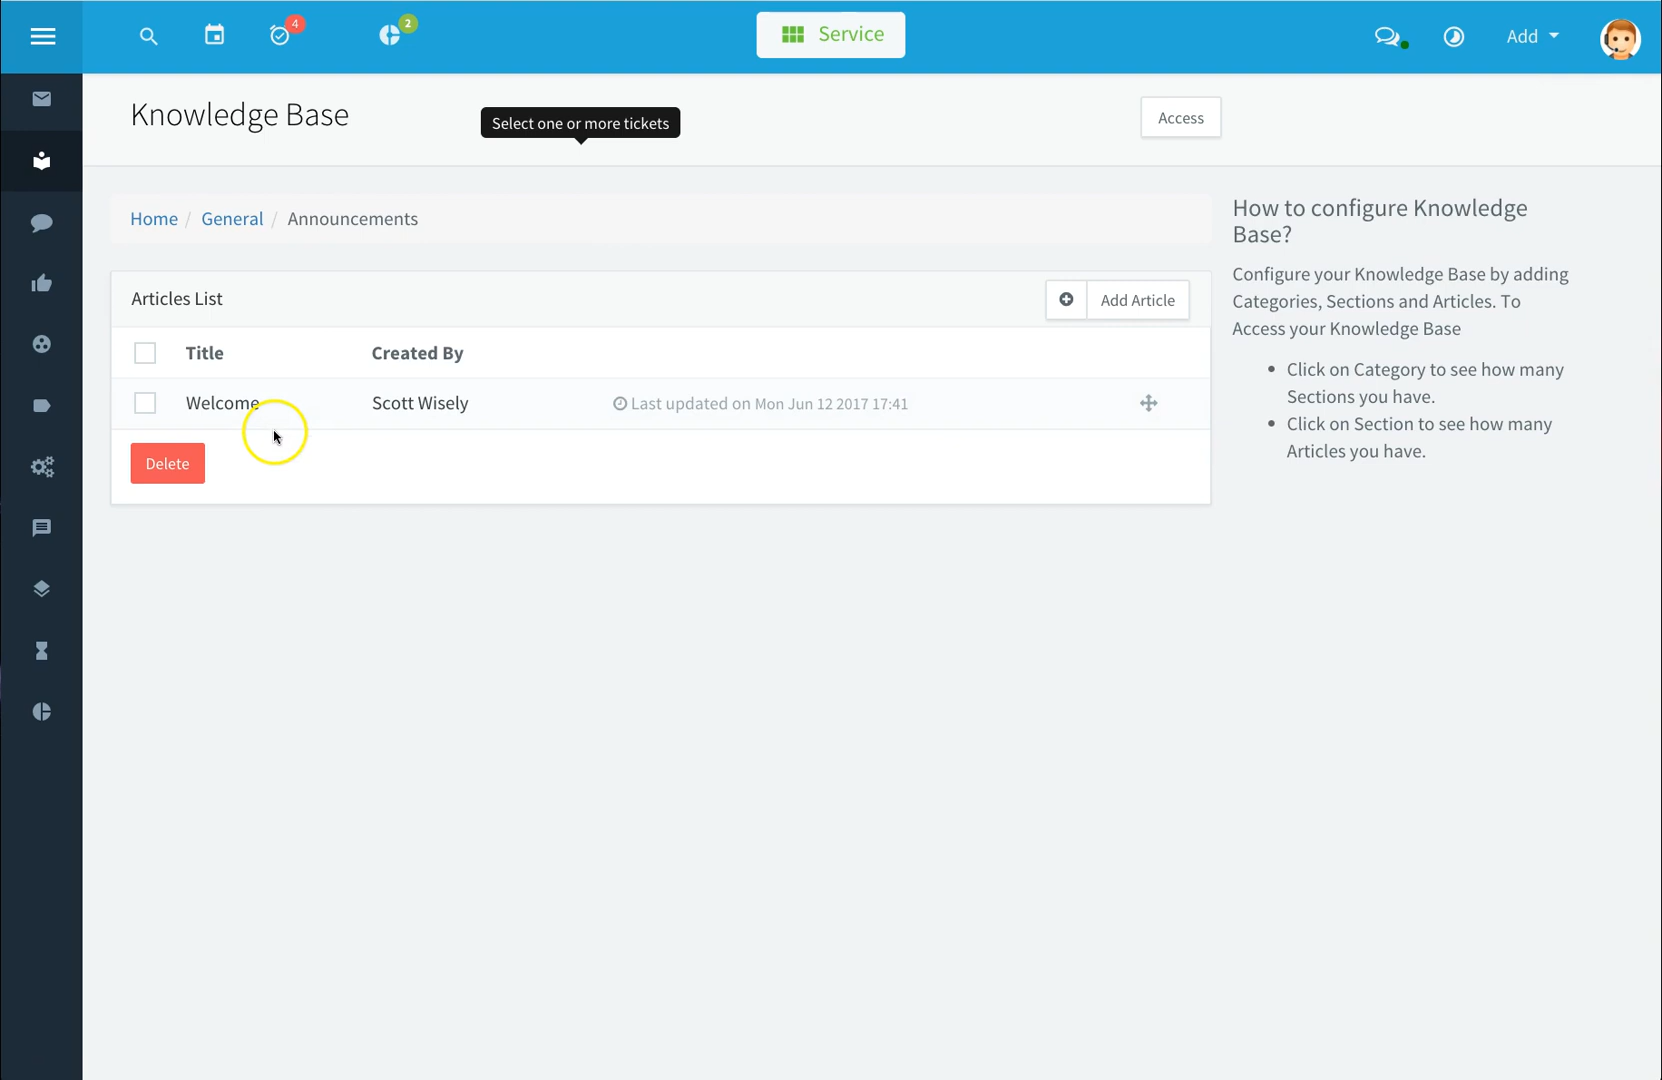 4
2
Service
Add
Knowledge Base
Select one or more tickets
Access
Home / General / Announcements
Articles List
Add Article
Title Created By
Welcome Scott Wisely Last updated on Mon Jun 12 2017 17:41
Delete
How to configure Knowledge
Base?
Configure your Knowledge Base by adding
Categories, Sections and Articles. To
Access your Knowledge Base
• Click on Category to see how many
Sections you have.
• Click on Section to see how many
Articles you have.